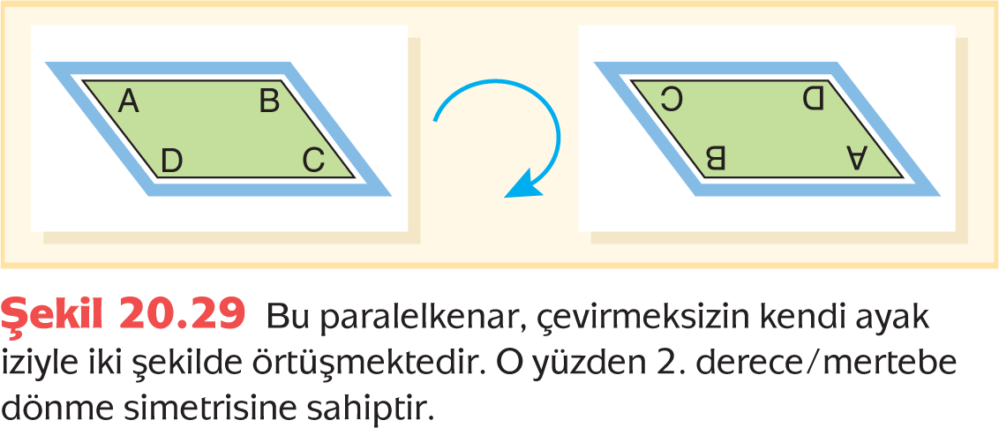 A B
D C
C D
B A
Şekil 20.29 Bu paralelkenar, çevirmeksizin kendi ayak
iziyle iki şekilde örtüşmektedir. O yüzden 2. derece/mertebe
dönme simetrisine sahiptir.